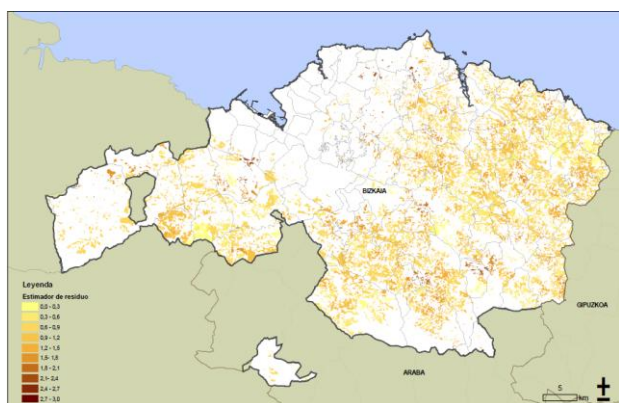 BIZKAIA
GIPUZKOA
ARABA
Leyenda
Estimador de residuo
0,0 - 0,3
0,3 - 0,6
0,6 - 0,9
0,9 - 1,2
1,2 - 1,5
1,5- 1,8
1,8 - 2,1
2,1- 2,4
2,4 - 2,7
2,7 - 3,0
5
km